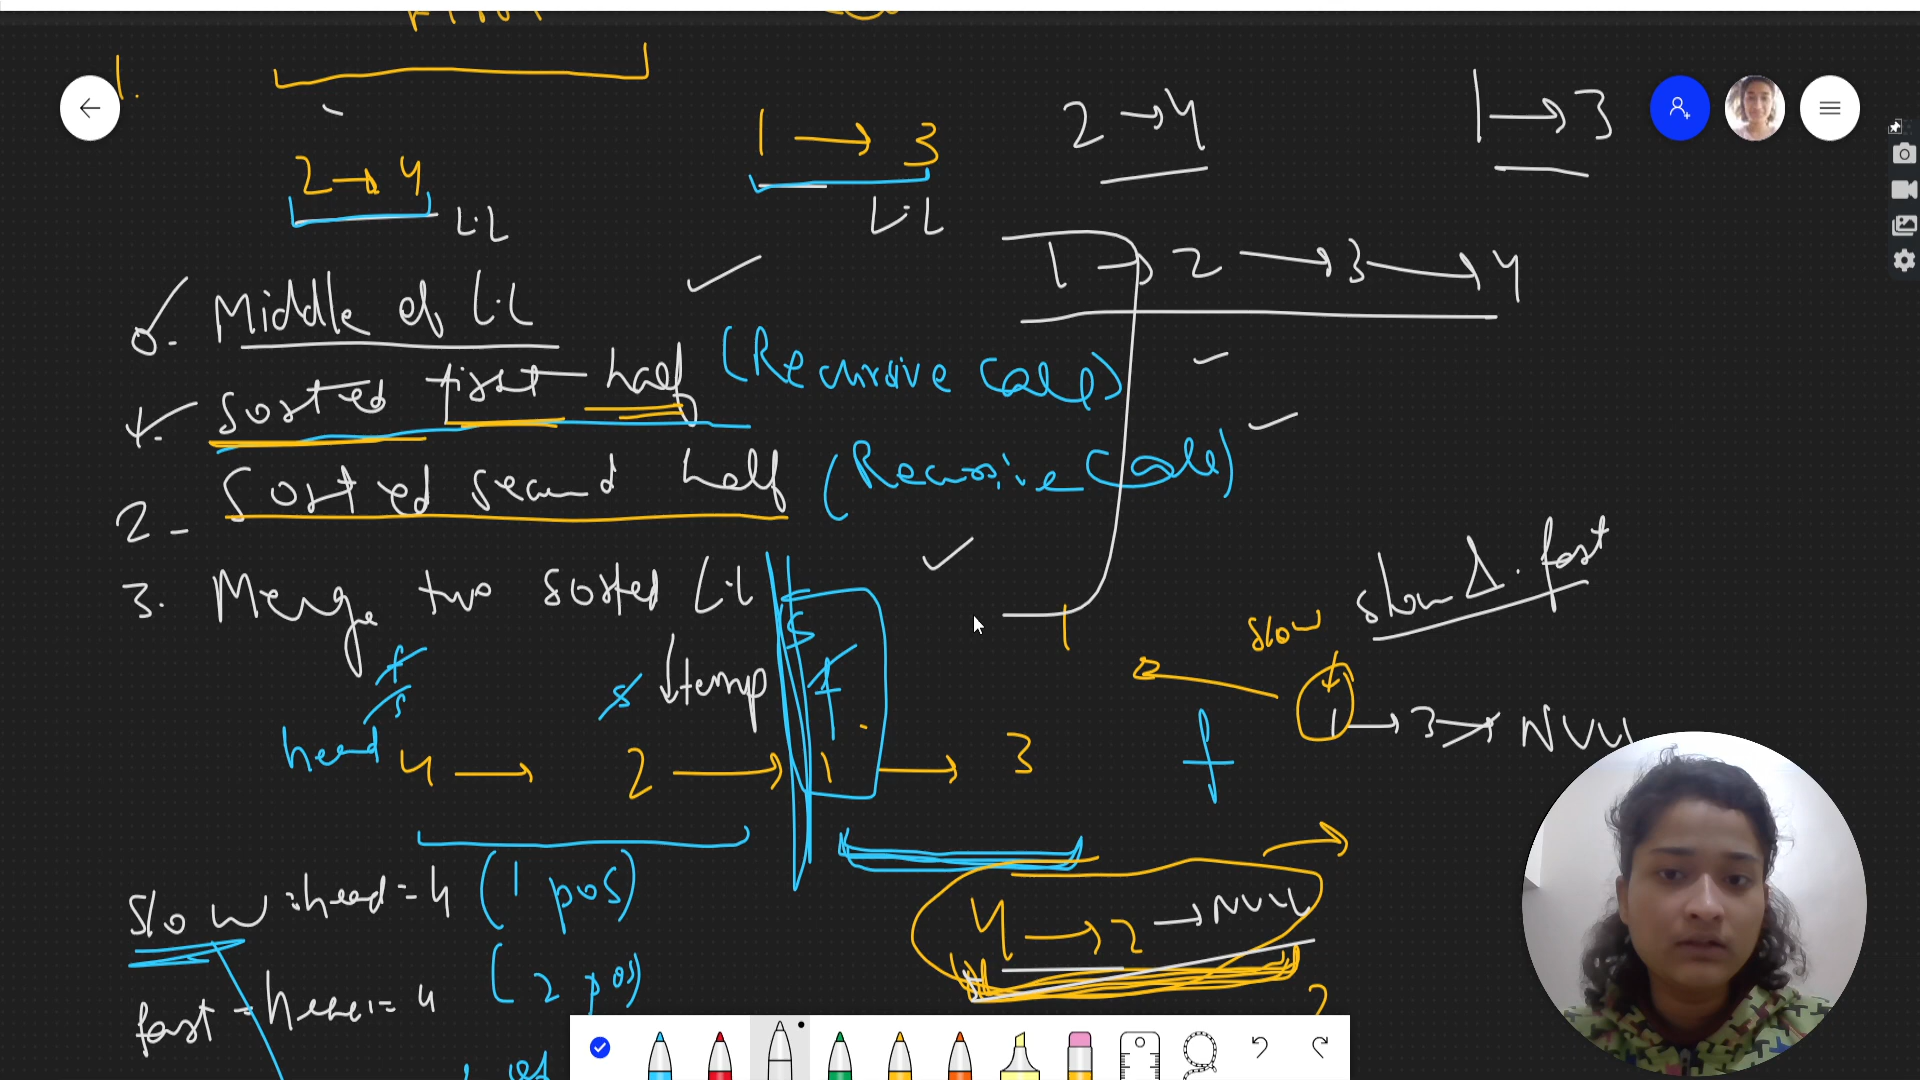 1.
2 → 4
L.L
1 → 3
L.L
2 → 4
1 → 3
1 → 2 → 3 → 4
0- Middle of L.L
1. Sorted first half (Recursive Call)
2- Sorted second half (Recursive Call)
3. Merge two sorted L.L
slow & fast
slow
f
s
s
temp
s
f
head 4 → 2 → 1 → 3
f
1 → 3 → NULL
slow = head = 4 (1 pos)
4 → 2 → NULL
fast = head = 4 (2 pos)
2